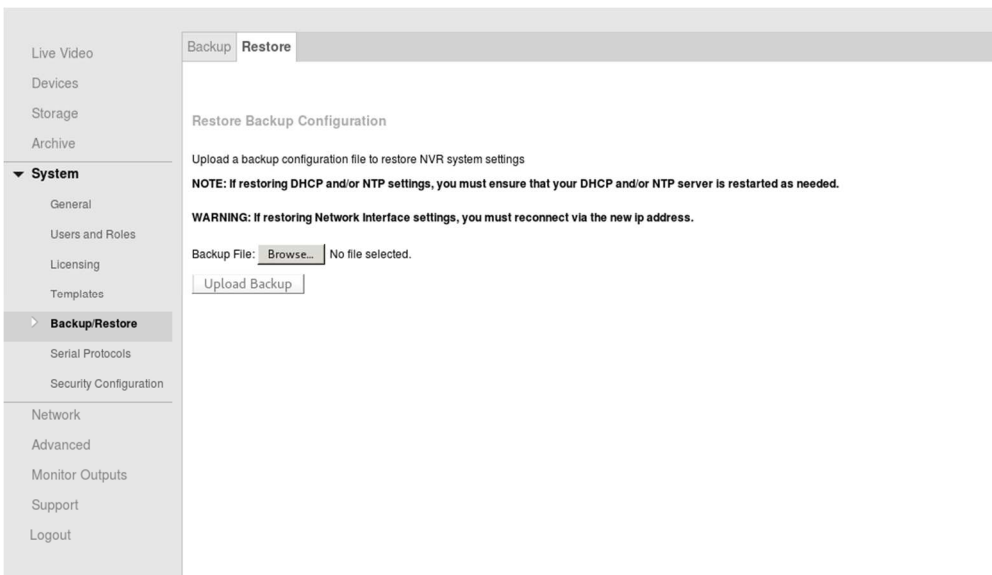 Live Video
Devices
Storage
Archive
System
General
Users and Roles
Licensing
Templates
Backup/Restore
Serial Protocols
Security Configuration
Network
Advanced
Monitor Outputs
Support
Logout
Backup Restore
Restore Backup Configuration
Upload a backup configuration file to restore NVR system settings
NOTE: If restoring DHCP and/or NTP settings, you must ensure that your DHCP and/or NTP server is restarted as needed.
WARNING: If restoring Network Interface settings, you must reconnect via the new ip address.
Backup File: Browse... No file selected.
Upload Backup